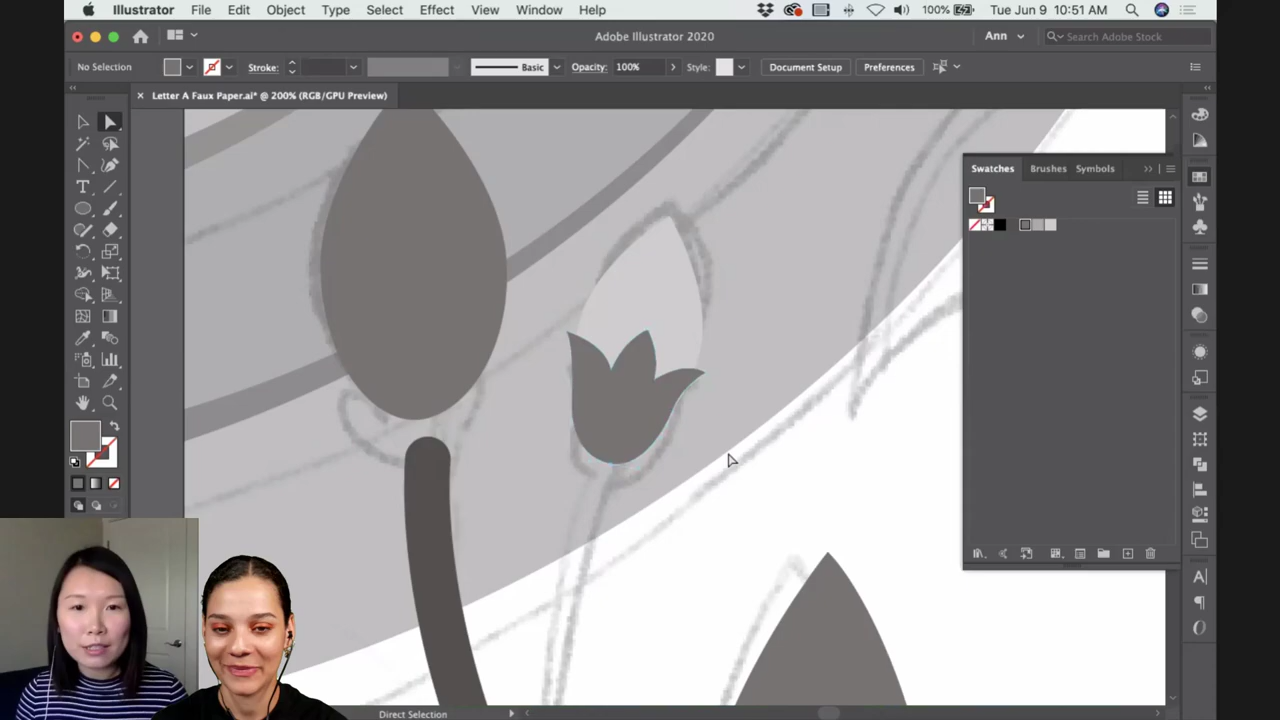 Illustrator File Edit Object Type Select Effect View Window Help 100% Tue Jun 9 10:51 AM
Adobe Illustrator 2020 Ann Search Adobe Stock
No Selection Stroke: Basic Opacity: 100% Style: Document Setup Preferences
Letter A Faux Paper.ai* @ 200% (RGB/GPU Preview)
Swatches Brushes Symbols
Direct Selection